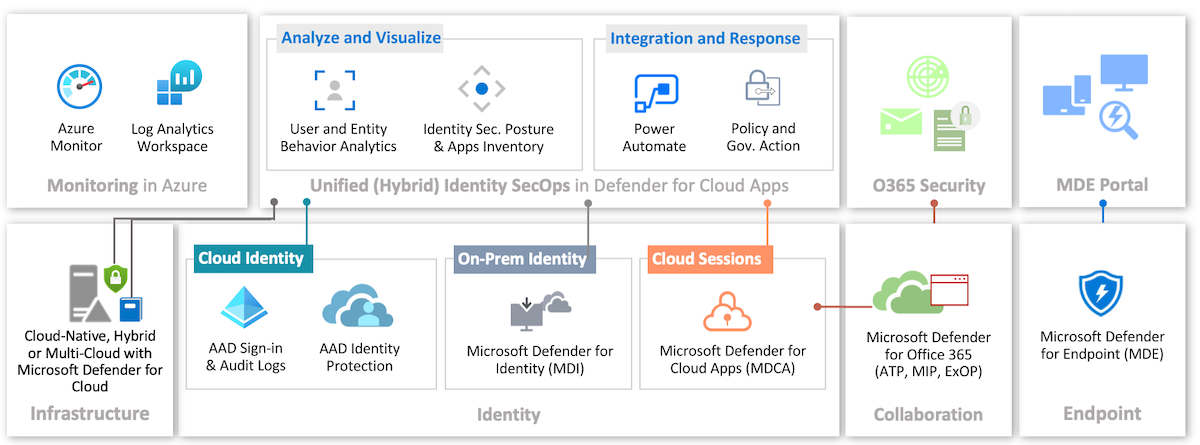 Azure
Monitor
Log Analytics
Workspace
Monitoring in Azure
Analyze and Visualize
User and Entity
Behavior Analytics
Identity Sec. Posture
& Apps Inventory
Integration and Response
Power
Automate
Policy and
Gov. Action
Unified (Hybrid) Identity SecOps in Defender for Cloud Apps
O365 Security
MDE Portal
Cloud-Native, Hybrid
or Multi-Cloud with
Microsoft Defender for
Cloud
Infrastructure
Cloud Identity
AAD Sign-in
& Audit Logs
AAD Identity
Protection
On-Prem Identity
Microsoft Defender for
Identity (MDI)
Cloud Sessions
Microsoft Defender for
Cloud Apps (MDCA)
Identity
Microsoft Defender
for Office 365
(ATP, MIP, ExOP)
Collaboration
Microsoft Defender
for Endpoint (MDE)
Endpoint